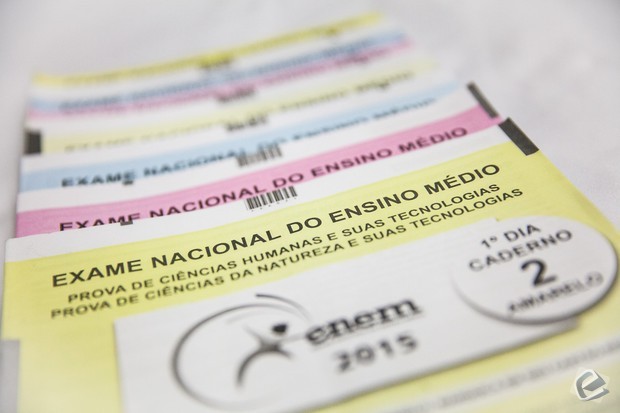 EXAME NACIONAL DO ENSINO MÉDIO
EXAME NACIONAL DO ENSINO MÉDIO
EXAME NACIONAL DO ENSINO MÉDIO
PROVA DE CIÊNCIAS HUMANAS E SUAS TECNOLOGIAS
PROVA DE CIÊNCIAS DA NATUREZA E SUAS TECNOLOGIAS
1º DIA
CADERNO
2
AMARELO
enem
2015